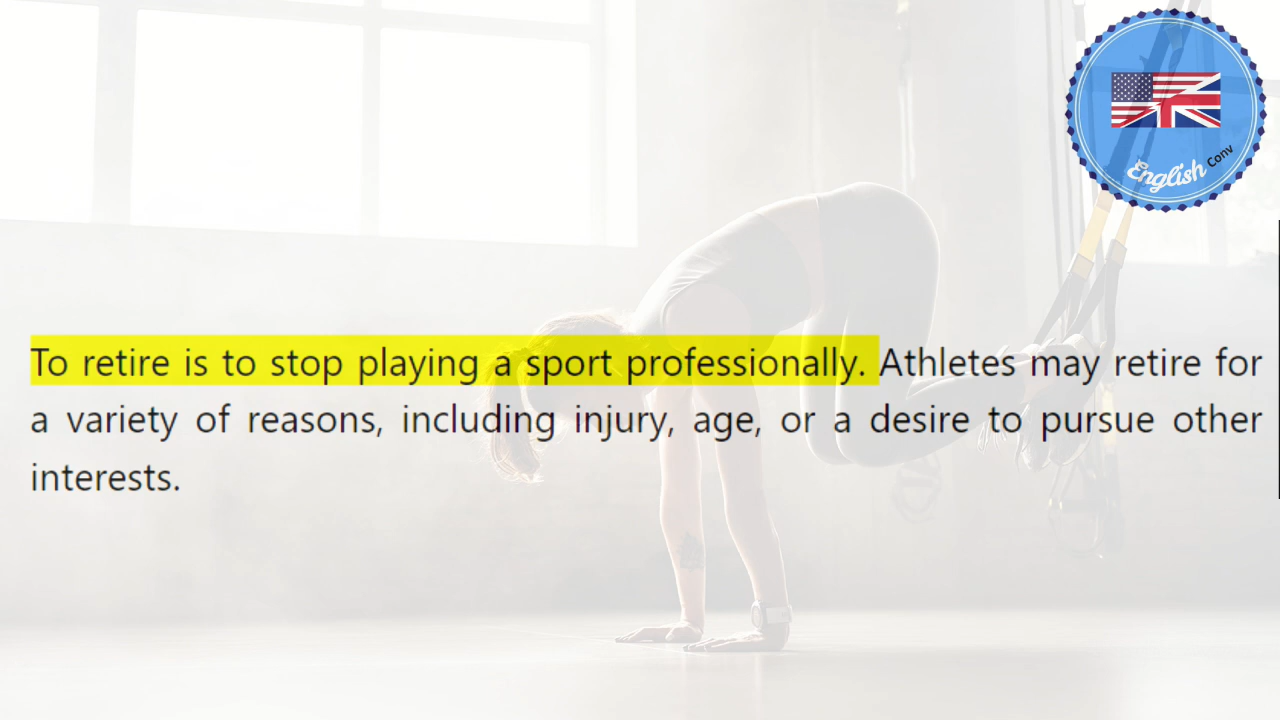 English Conv
To retire is to stop playing a sport professionally. Athletes may retire for
a variety of reasons, including injury, age, or a desire to pursue other
interests.